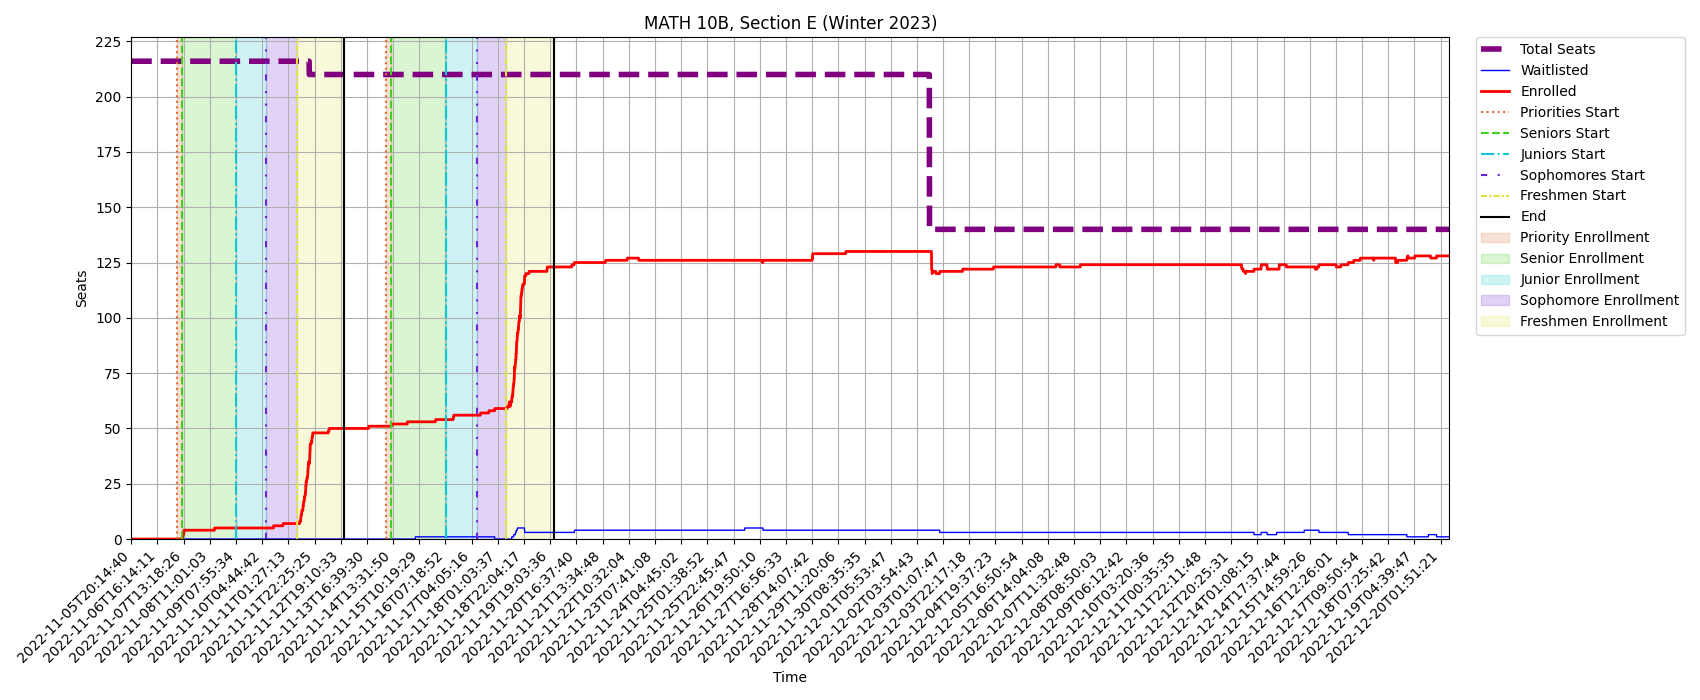 MATH 10B, Section E (Winter 2023)
225
200
175
150
125
100
75
50
25
0
Seats
2022-11-05T20:14:40
2022-11-06T16:14:11
2022-11-07T13:18:26
2022-11-08T11:01:03
2022-11-09T07:55:34
2022-11-10T04:44:42
2022-11-11T01:27:13
2022-11-11T22:25:25
2022-11-12T19:10:33
2022-11-13T16:39:30
2022-11-14T13:31:50
2022-11-15T10:19:29
2022-11-16T07:18:52
2022-11-17T04:05:16
2022-11-18T01:03:37
2022-11-18T22:04:17
2022-11-19T19:03:36
2022-11-20T16:37:40
2022-11-21T13:34:48
2022-11-22T10:32:04
2022-11-23T07:41:08
2022-11-24T04:45:02
2022-11-25T01:38:52
2022-11-25T22:45:47
2022-11-26T19:50:10
2022-11-27T16:56:33
2022-11-28T14:07:42
2022-11-29T11:20:06
2022-11-30T08:35:35
2022-12-01T05:53:47
2022-12-02T03:54:43
2022-12-03T01:07:47
2022-12-03T22:17:18
2022-12-04T19:37:23
2022-12-05T16:50:54
2022-12-06T14:04:08
2022-12-07T11:32:48
2022-12-08T08:50:03
2022-12-09T06:12:42
2022-12-10T03:20:36
2022-12-11T00:35:35
2022-12-11T22:11:48
2022-12-12T20:25:31
2022-12-14T01:08:15
2022-12-14T17:37:44
2022-12-15T14:59:26
2022-12-16T12:26:01
2022-12-17T09:50:54
2022-12-18T07:25:42
2022-12-19T04:39:47
2022-12-20T01:51:21
Time
Total Seats
Waitlisted
Enrolled
Priorities Start
Seniors Start
Juniors Start
Sophomores Start
Freshmen Start
End
Priority Enrollment
Senior Enrollment
Junior Enrollment
Sophomore Enrollment
Freshmen Enrollment